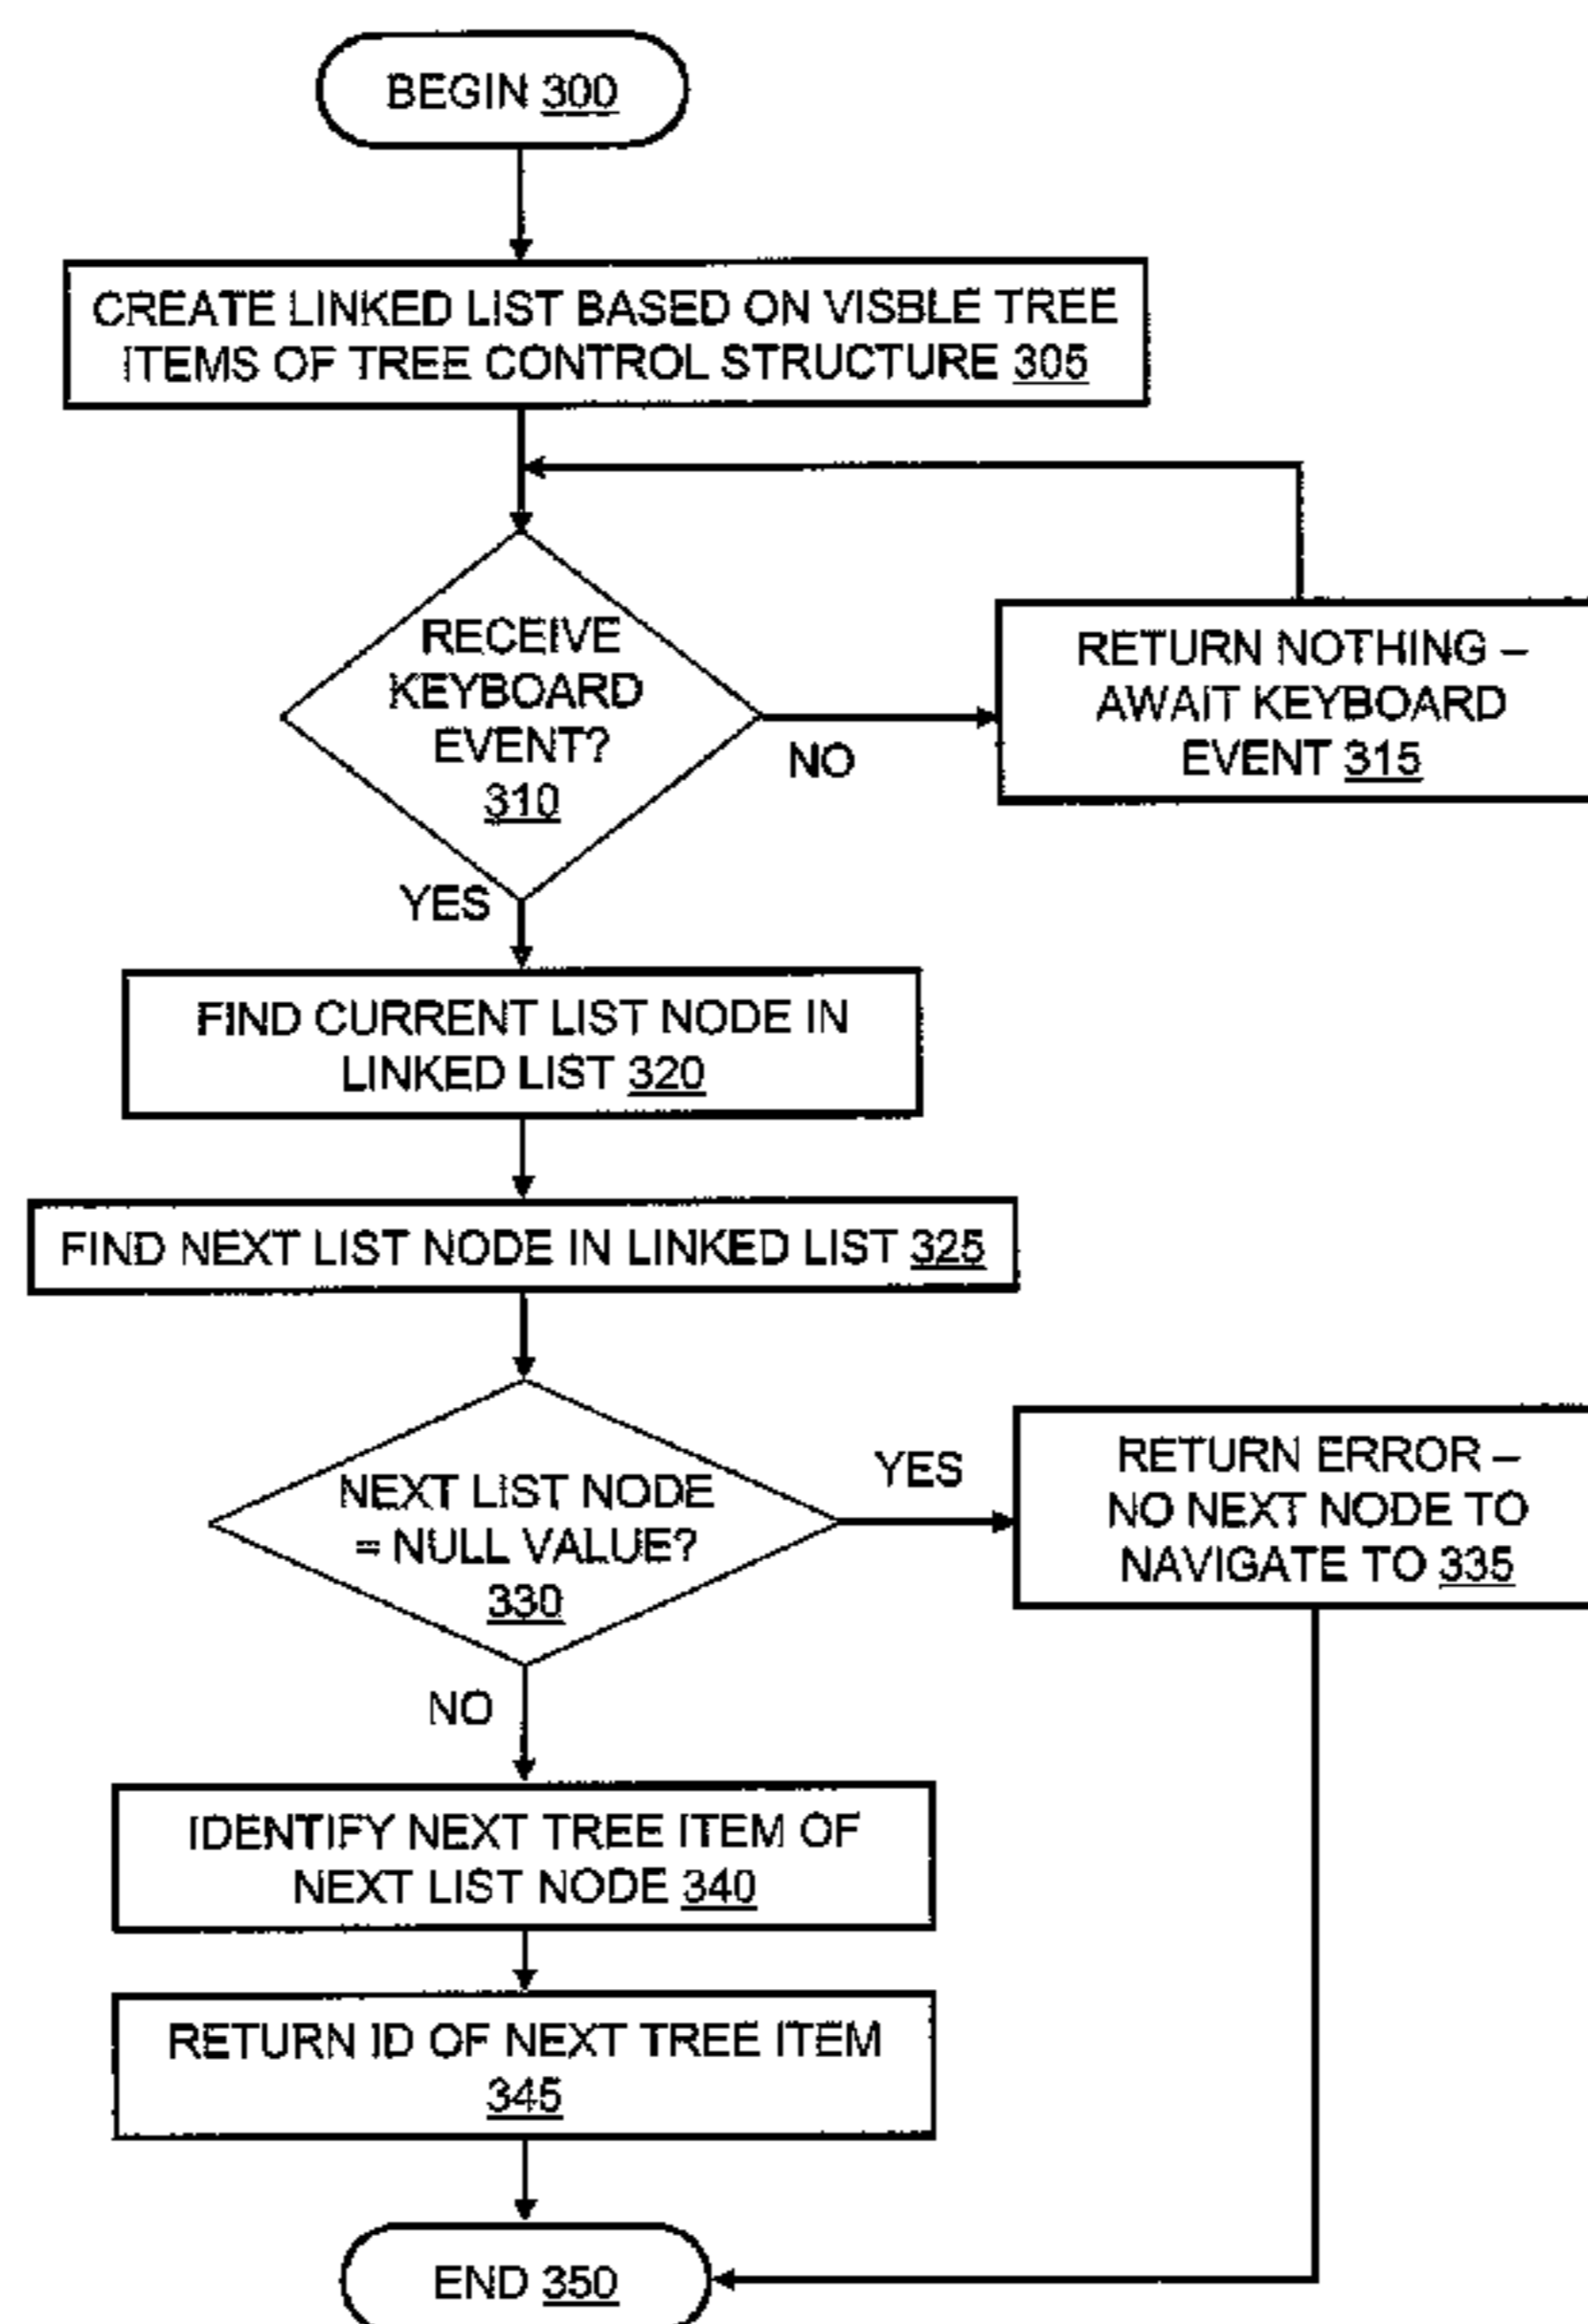 BEGIN 300
CREATE LINKED LIST BASED ON VISBLE TREE
ITEMS OF TREE CONTROL STRUCTURE 305
RECEIVE
KEYBOARD
EVENT?
310
NO
RETURN NOTHING –
AWAIT KEYBOARD
EVENT 315
YES
FIND CURRENT LIST NODE IN
LINKED LIST 320
FIND NEXT LIST NODE IN LINKED LIST 325
NEXT LIST NODE
= NULL VALUE?
330
YES
RETURN ERROR –
NO NEXT NODE TO
NAVIGATE TO 335
NO
IDENTIFY NEXT TREE ITEM OF
NEXT LIST NODE 340
RETURN ID OF NEXT TREE ITEM
345
END 350